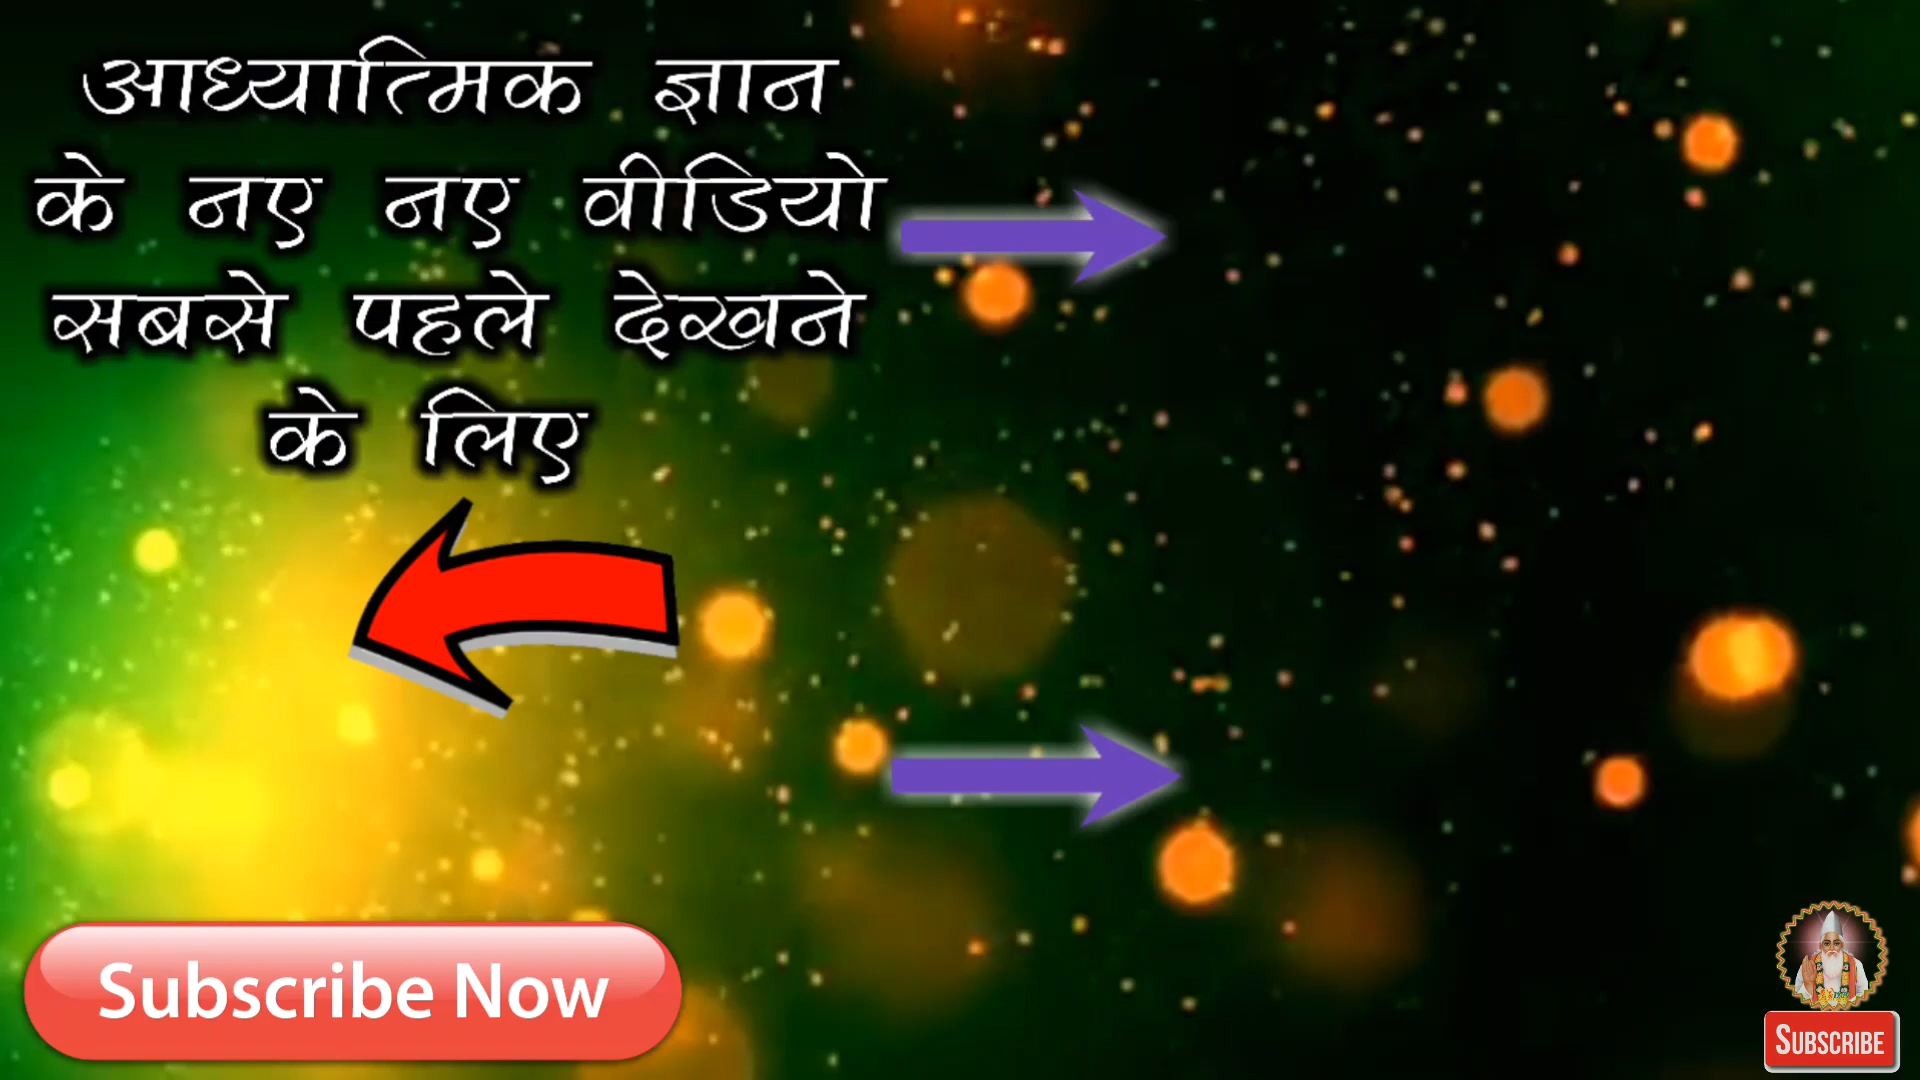 आध्यात्मिक ज्ञान
के नए नए वीडियो
सबसे पहले देखने
के लिए
Subscribe Now
SUBSCRIBE